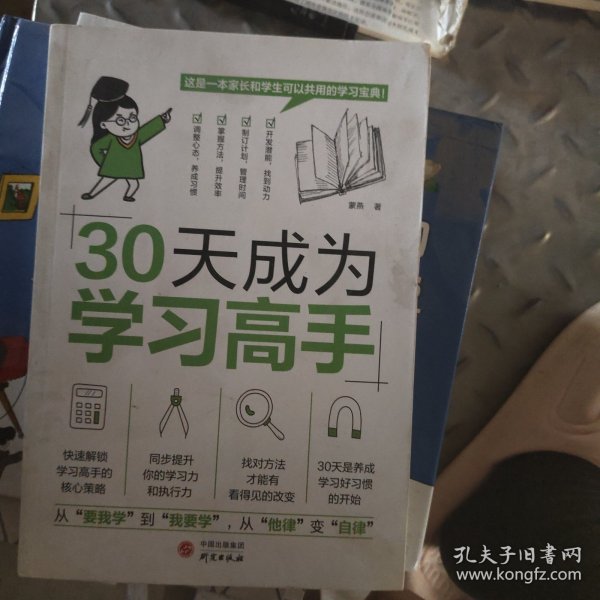 这是一本家长和学生可以共用的学习宝典！
开发潜能，找到动力
制订计划，管理时间
掌握方法，提升效率
调整心态，养成习惯
蒙燕 著
30天成为
学习高手
快速解锁
学习高手的
核心策略
同步提升
你的学习力
和执行力
找对方法
才能有
看得见的改变
30天是养成
学习好习惯
的开始
从“要我学”到“我要学”，从“他律”变“自律”
中国出版集团
研究出版社
孔夫子旧书网
www.kongfz.com